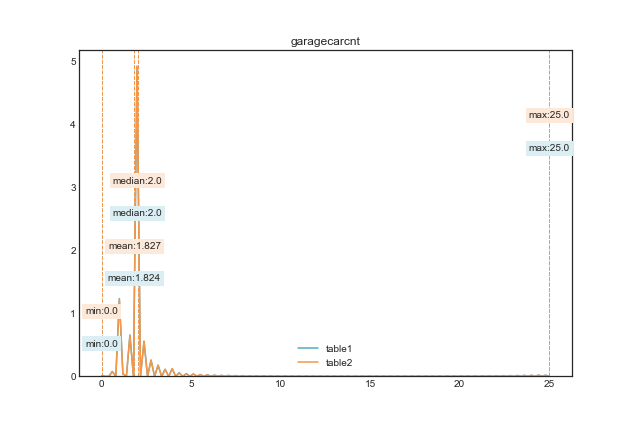 garagecarcnt
5
4
3
2
1
0
max:25.0
max:25.0
median:2.0
median:2.0
mean:1.827
mean:1.824
min:0.0
min:0.0
table1
table2
0 5 10 15 20 25